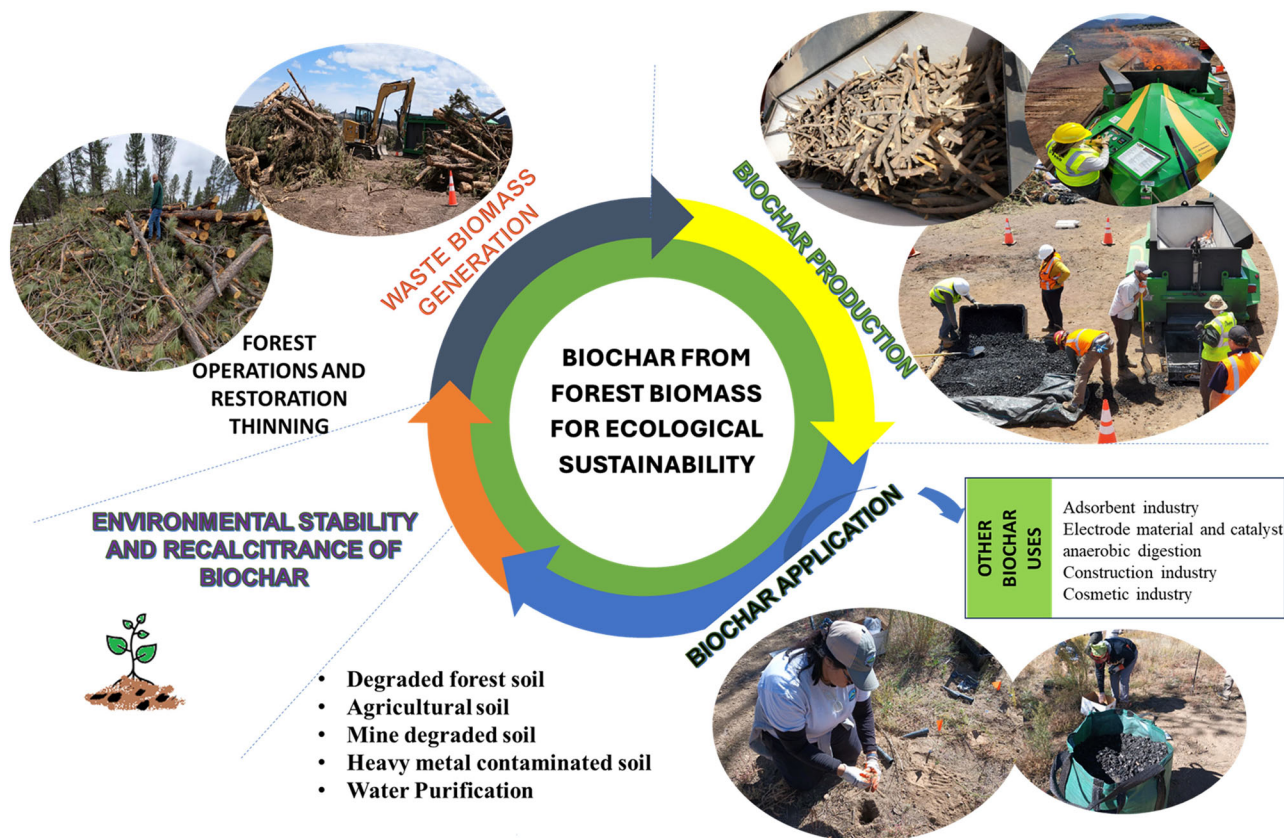 WASTE BIOMASS
GENERATION
FOREST
OPERATIONS AND
RESTORATION
THINNING
BIOCHAR PRODUCTION
BIOCHAR FROM
FOREST BIOMASS
FOR ECOLOGICAL
SUSTAINABILITY
BIOCHAR APPLICATION
OTHER
BIOCHAR
USES
Adsorbent industry
Electrode material and catalyst
anaerobic digestion
Construction industry
Cosmetic industry
ENVIRONMENTAL STABILITY
AND RECALCITRANCE OF
BIOCHAR
• Degraded forest soil
• Agricultural soil
• Mine degraded soil
• Heavy metal contaminated soil
• Water Purification